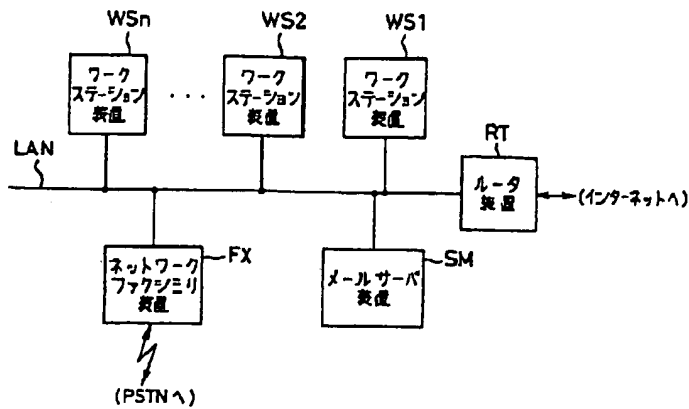 WSn
WS2
WS1
ワーク
ステーション
装置
...
ワーク
ステーション
装置
ワーク
ステーション
装置
LAN
RT
ルータ
装置
(インターネットへ)
ネットワーク
ファクシミリ
装置
FX
メールサーバ
装置
SM
(PSTNへ)